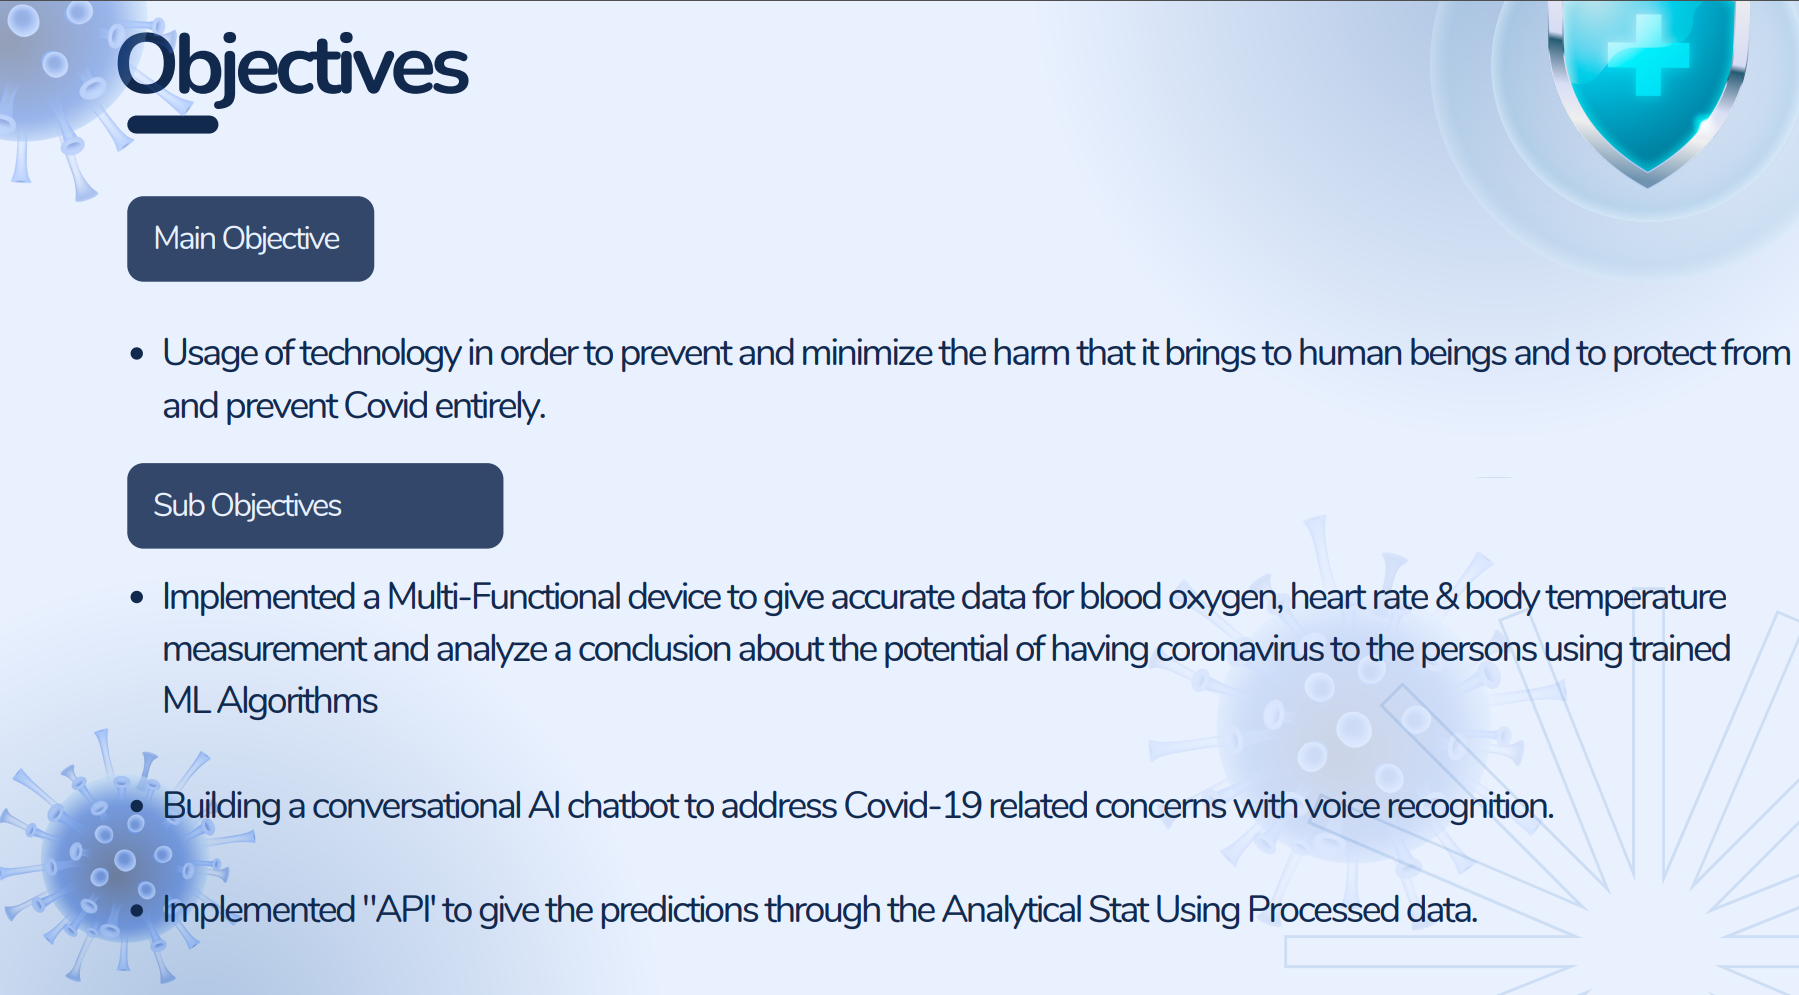 Objectives
Main Objective
• Usage of technology in order to prevent and minimize the harm that it brings to human beings and to protect from
and prevent Covid entirely.
Sub Objectives
• Implemented a Multi-Functional device to give accurate data for blood oxygen, heart rate & body temperature
measurement and analyze a conclusion about the potential of having coronavirus to the persons using trained
ML Algorithms
• Building a conversational AI chatbot to address Covid-19 related concerns with voice recognition.
• Implemented "API' to give the predictions through the Analytical Stat Using Processed data.